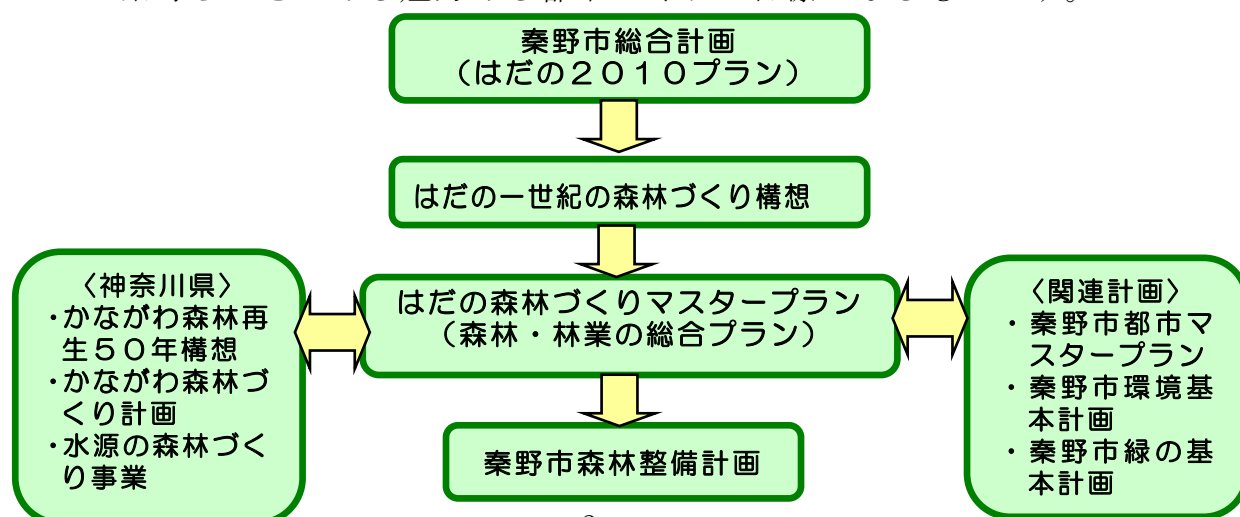 秦野市総合計画
（はだの２０１０プラン）
はだの一世紀の森林づくり構想
〈神奈川県〉
・かながわ森林再
生５０年構想
・かながわ森林づ
くり計画
・水源の森林づく
り事業
はだの森林づくりマスタープラン
（森林・林業の総合プラン）
〈関連計画〉
・秦野市都市マ
スタープラン
・秦野市環境基
本計画
・秦野市緑の基
本計画
秦野市森林整備計画